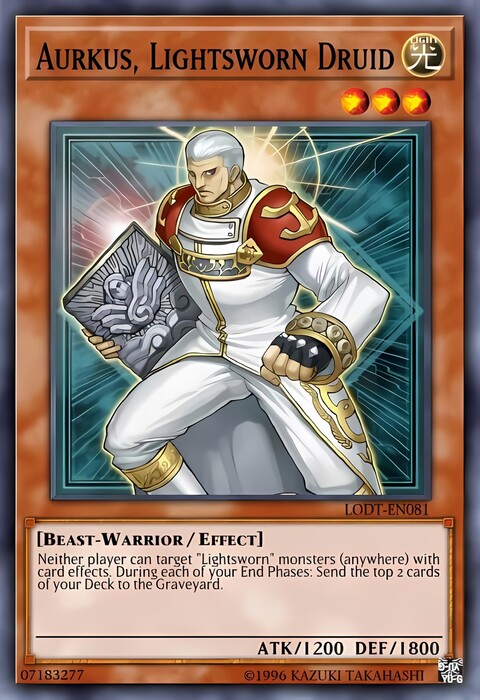 AURKUS, LIGHTSWORN DRUID
光
LODT-EN081
[BEAST-WARRIOR / EFFECT]
Neither player can target "Lightsworn" monsters (anywhere) with
card effects. During each of your End Phases: Send the top 2 cards
of your Deck to the Graveyard.
ATK/1200 DEF/1800
07183277
©1996 KAZUKI TAKAHASHI